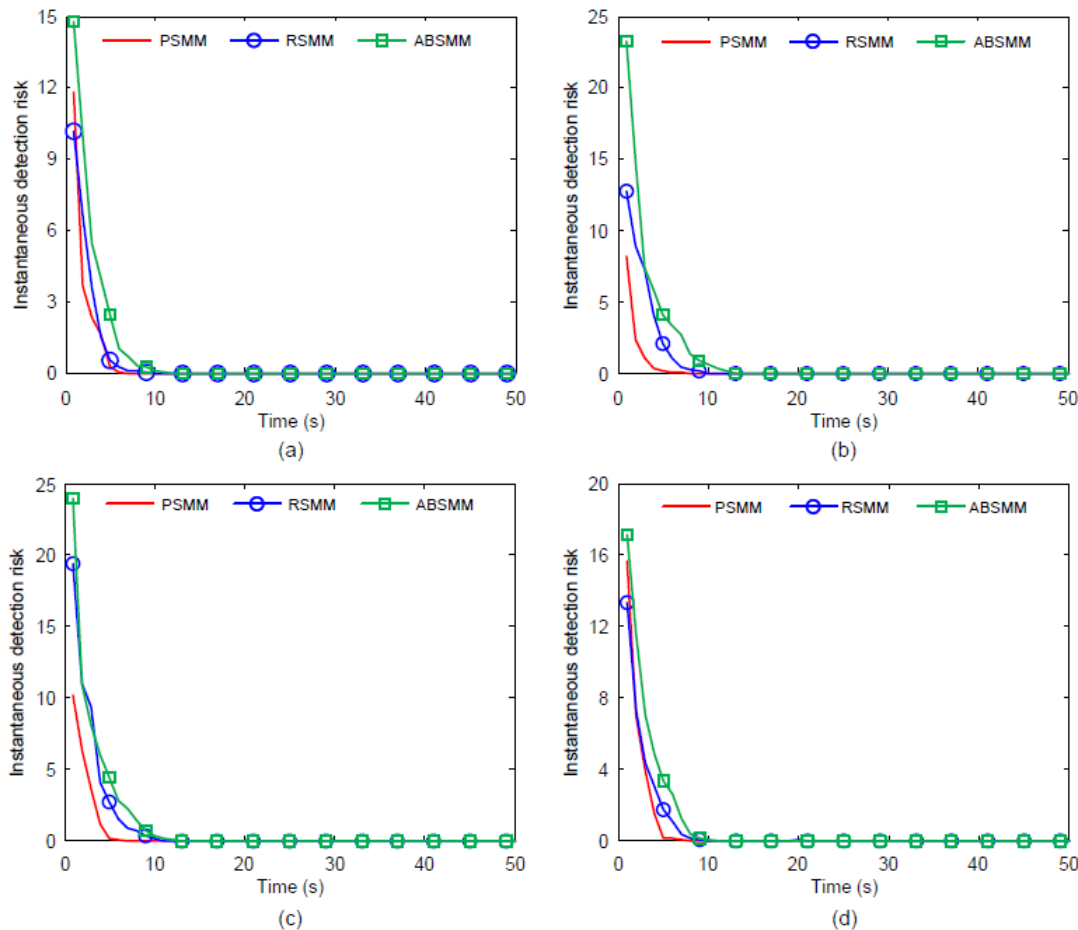 15
12
9
6
3
0
Instantaneous detection risk
PSMM RSMM ABSMM
0 10 20 30 40 50
Time (s)
(a)
25
20
15
10
5
0
Instantaneous detection risk
PSMM RSMM ABSMM
0 10 20 30 40 50
Time (s)
(b)
25
20
15
10
5
0
Instantaneous detection risk
PSMM RSMM ABSMM
0 10 20 30 40 50
Time (s)
(c)
20
16
12
8
4
0
Instantaneous detection risk
PSMM RSMM ABSMM
0 10 20 30 40 50
Time (s)
(d)